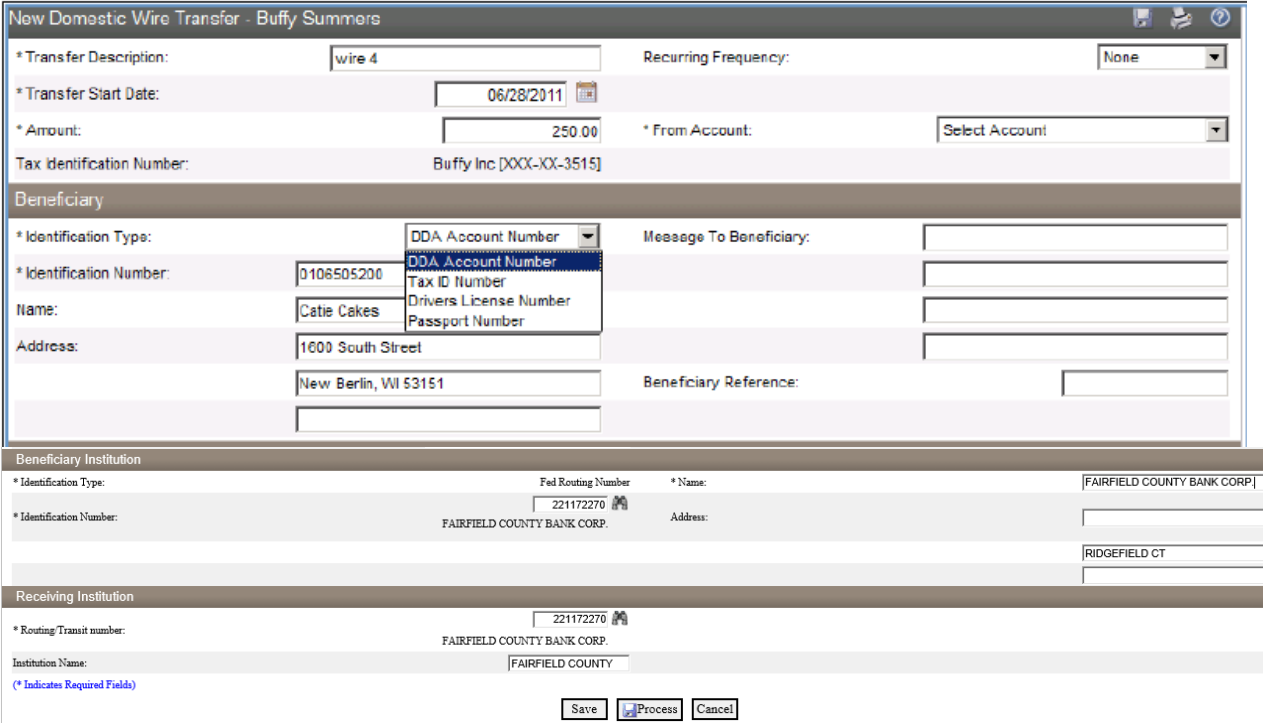 New Domestic Wire Transfer - Buffy Summers
* Transfer Description: wire 4 Recurring Frequency: None
* Transfer Start Date: 06/28/2011
* Amount: 250.00 * From Account: Select Account
Tax Identification Number: Buffy Inc [XXX-XX-3515]
Beneficiary
* Identification Type: DDA Account Number Message To Beneficiary:
DDA Account Number
* Identification Number: 0106505200
Tax ID Number
Drivers License Number
Name: Catie Cakes
Passport Number
Address: 1600 South Street
New Berlin, WI 53151 Beneficiary Reference:
Beneficiary Institution
* Identification Type: Fed Routing Number * Name: FAIRFIELD COUNTY BANK CORP.
* Identification Number: 221172270 Address:
FAIRFIELD COUNTY BANK CORP.
RIDGEFIELD CT
Receiving Institution
* Routing/Transit number: 221172270
FAIRFIELD COUNTY BANK CORP.
Institution Name: FAIRFIELD COUNTY
(* Indicates Required Fields)
Save Process Cancel